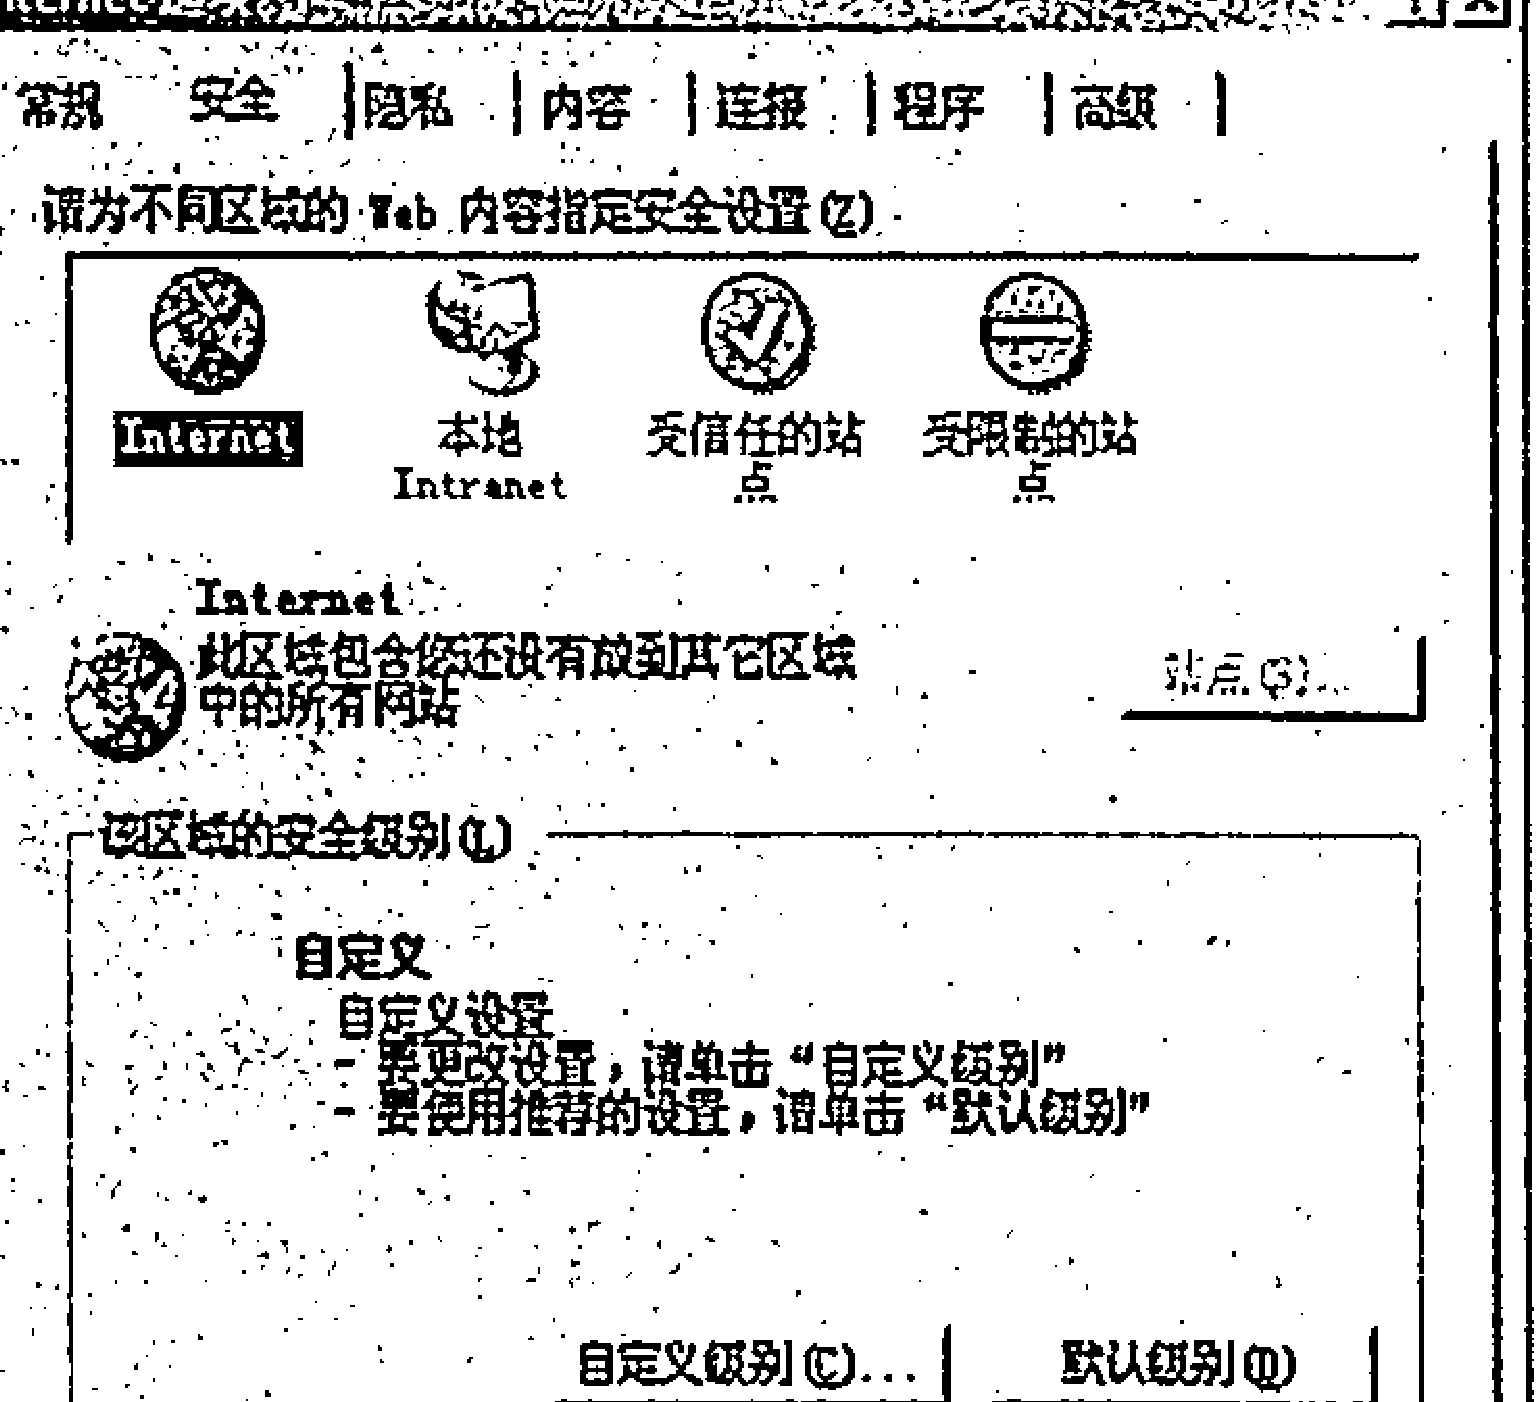 常规 安全 隐私 内容 连接 程序 高级
请为不同区域的 Web 内容指定安全设置(Z)
Internet 本地 受信任的站 受限制的站
Intranet 点 点
Internet
此区域包含您还没有放到其它区域
中的所有网站
站点(S)...
该区域的安全级别(L)
自定义
自定义设置
- 要更改设置，请单击“自定义级别”
- 要使用推荐的设置，请单击“默认级别”
自定义级别(C)... 默认级别(D)